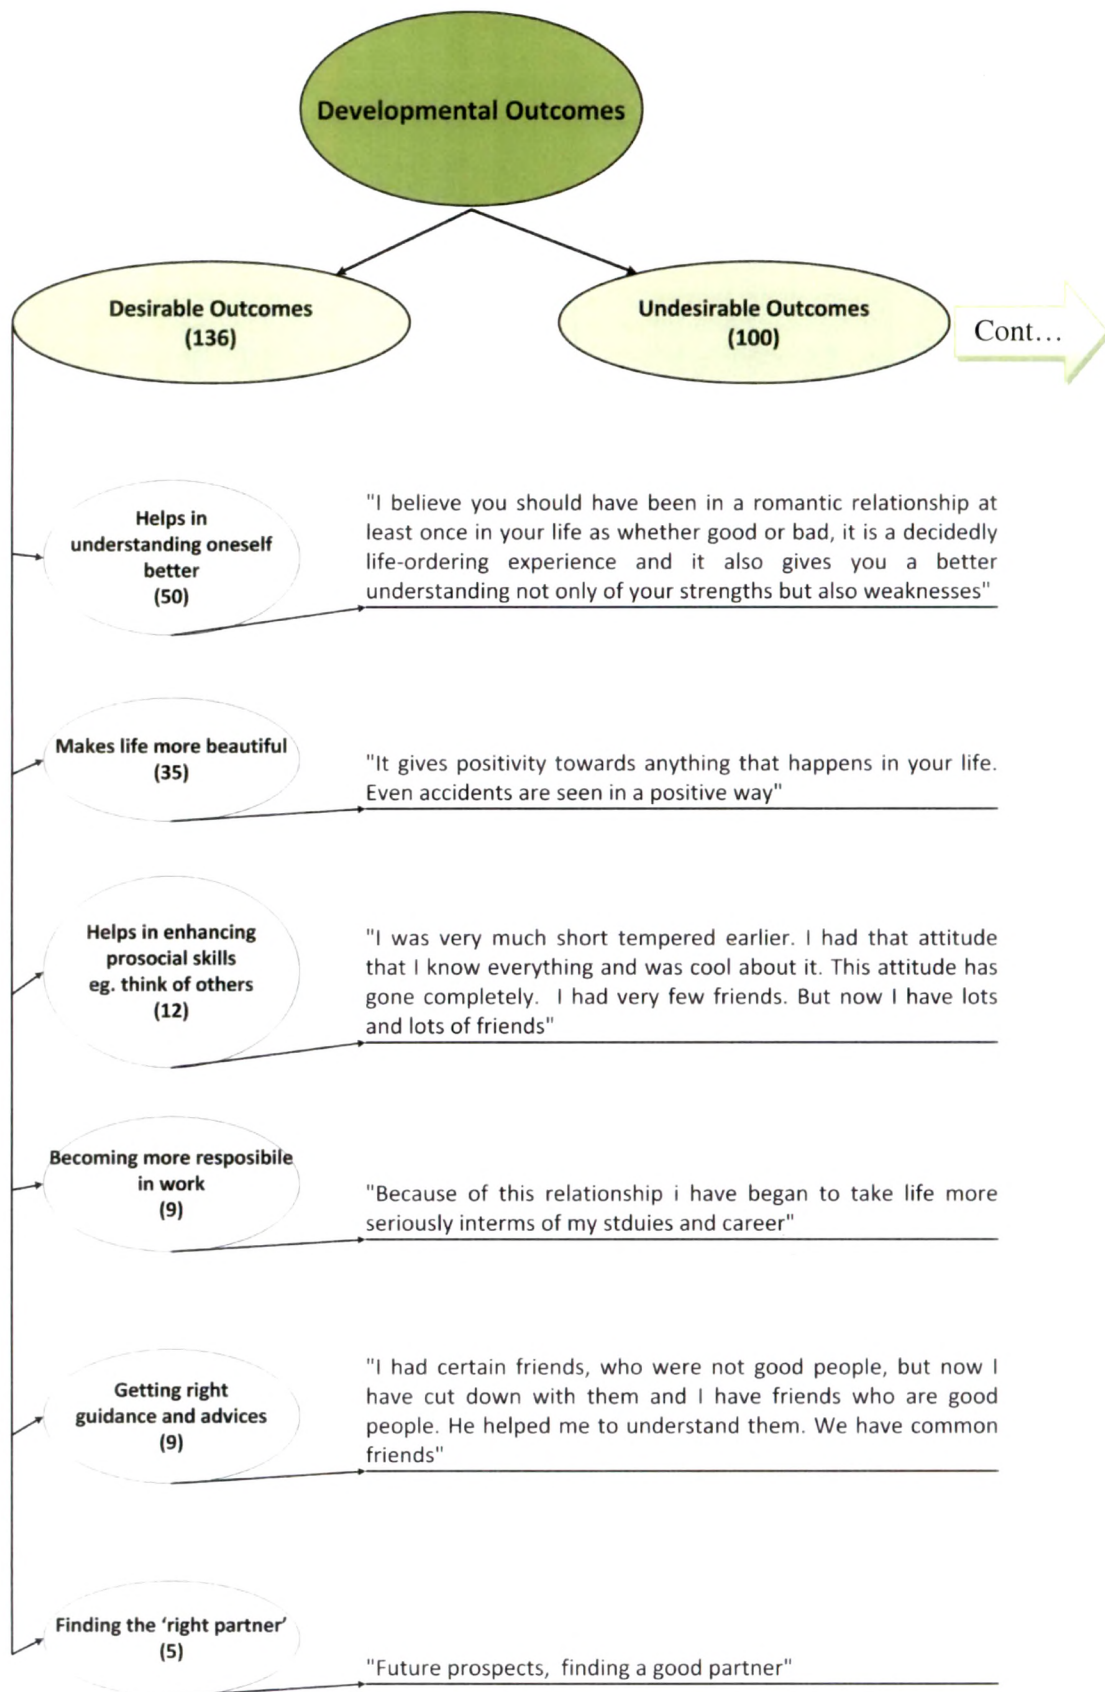 Developmental Outcomes
Desirable Outcomes
(136)
Undesirable Outcomes
(100)
Cont...
Helps in
understanding oneself
better
(50)
"I believe you should have been in a romantic relationship at
least once in your life as whether good or bad, it is a decidedly
life-ordering experience and it also gives you a better
understanding not only of your strengths but also weaknesses"
Makes life more beautiful
(35)
"It gives positivity towards anything that happens in your life.
Even accidents are seen in a positive way"
Helps in enhancing
prosocial skills
eg. think of others
(12)
"I was very much short tempered earlier. I had that attitude
that I know everything and was cool about it. This attitude has
gone completely. I had very few friends. But now I have lots
and lots of friends"
Becoming more resposibile
in work
(9)
"Because of this relationship i have began to take life more
seriously interms of my stduies and career"
Getting right
guidance and advices
(9)
"I had certain friends, who were not good people, but now I
have cut down with them and I have friends who are good
people. He helped me to understand them. We have common
friends"
Finding the 'right partner'
(5)
"Future prospects, finding a good partner"